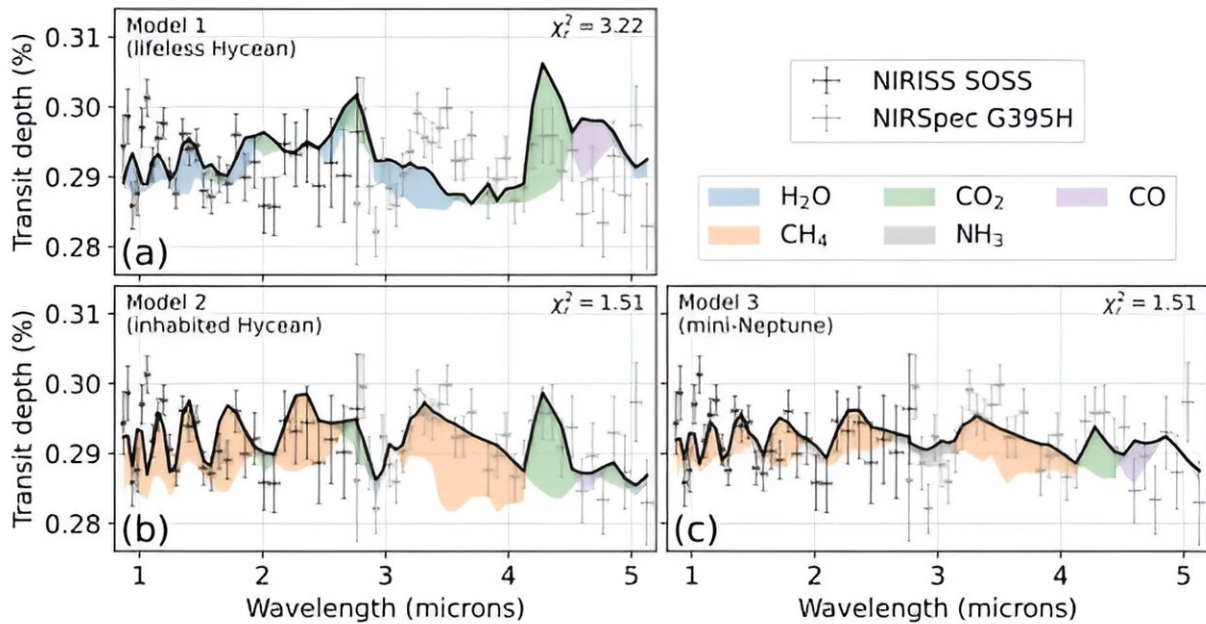 Model 1
(lifeless Hycean)
χ²ᵣ = 3.22
0.31
0.30
0.29
0.28
Transit depth (%)
(a)
NIRISS SOSS
NIRSpec G395H
H₂O
CO₂
CO
CH₄
NH₃
Model 2
(inhabited Hycean)
χ²ᵣ = 1.51
0.31
0.30
0.29
0.28
Transit depth (%)
(b)
1 2 3 4 5
Wavelength (microns)
Model 3
(mini-Neptune)
χ²ᵣ = 1.51
(c)
1 2 3 4 5
Wavelength (microns)